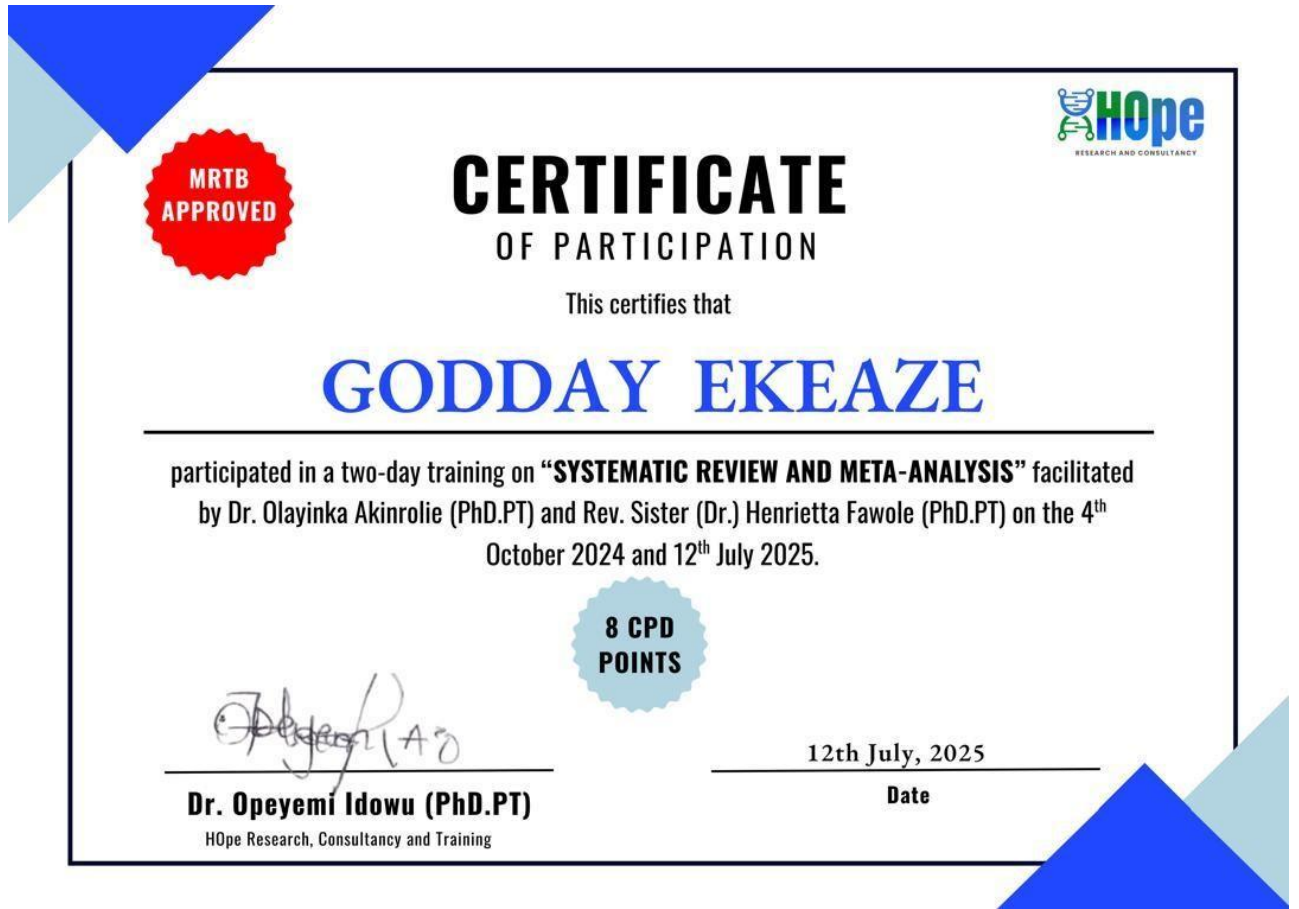 HOpe
RESEARCH AND CONSULTANCY
MRTB
APPROVED
CERTIFICATE
OF PARTICIPATION
This certifies that
GODDAY EKEAZE
participated in a two-day training on “SYSTEMATIC REVIEW AND META-ANALYSIS” facilitated
by Dr. Olayinka Akinrolie (PhD.PT) and Rev. Sister (Dr.) Henrietta Fawole (PhD.PT) on the 4th
October 2024 and 12th July 2025.
8 CPD
POINTS
12th July, 2025
Dr. Opeyemi Idowu (PhD.PT)
Date
HOpe Research, Consultancy and Training